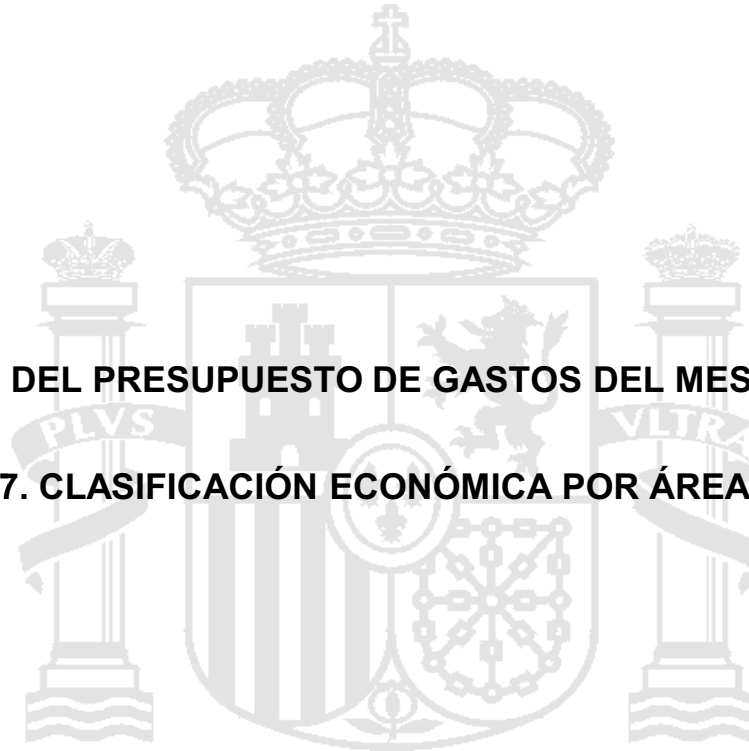 DEL PRESUPUESTO DE GASTOS DEL MES
7. CLASIFICACIÓN ECONÓMICA POR ÁREA
PLVS
VLTRA